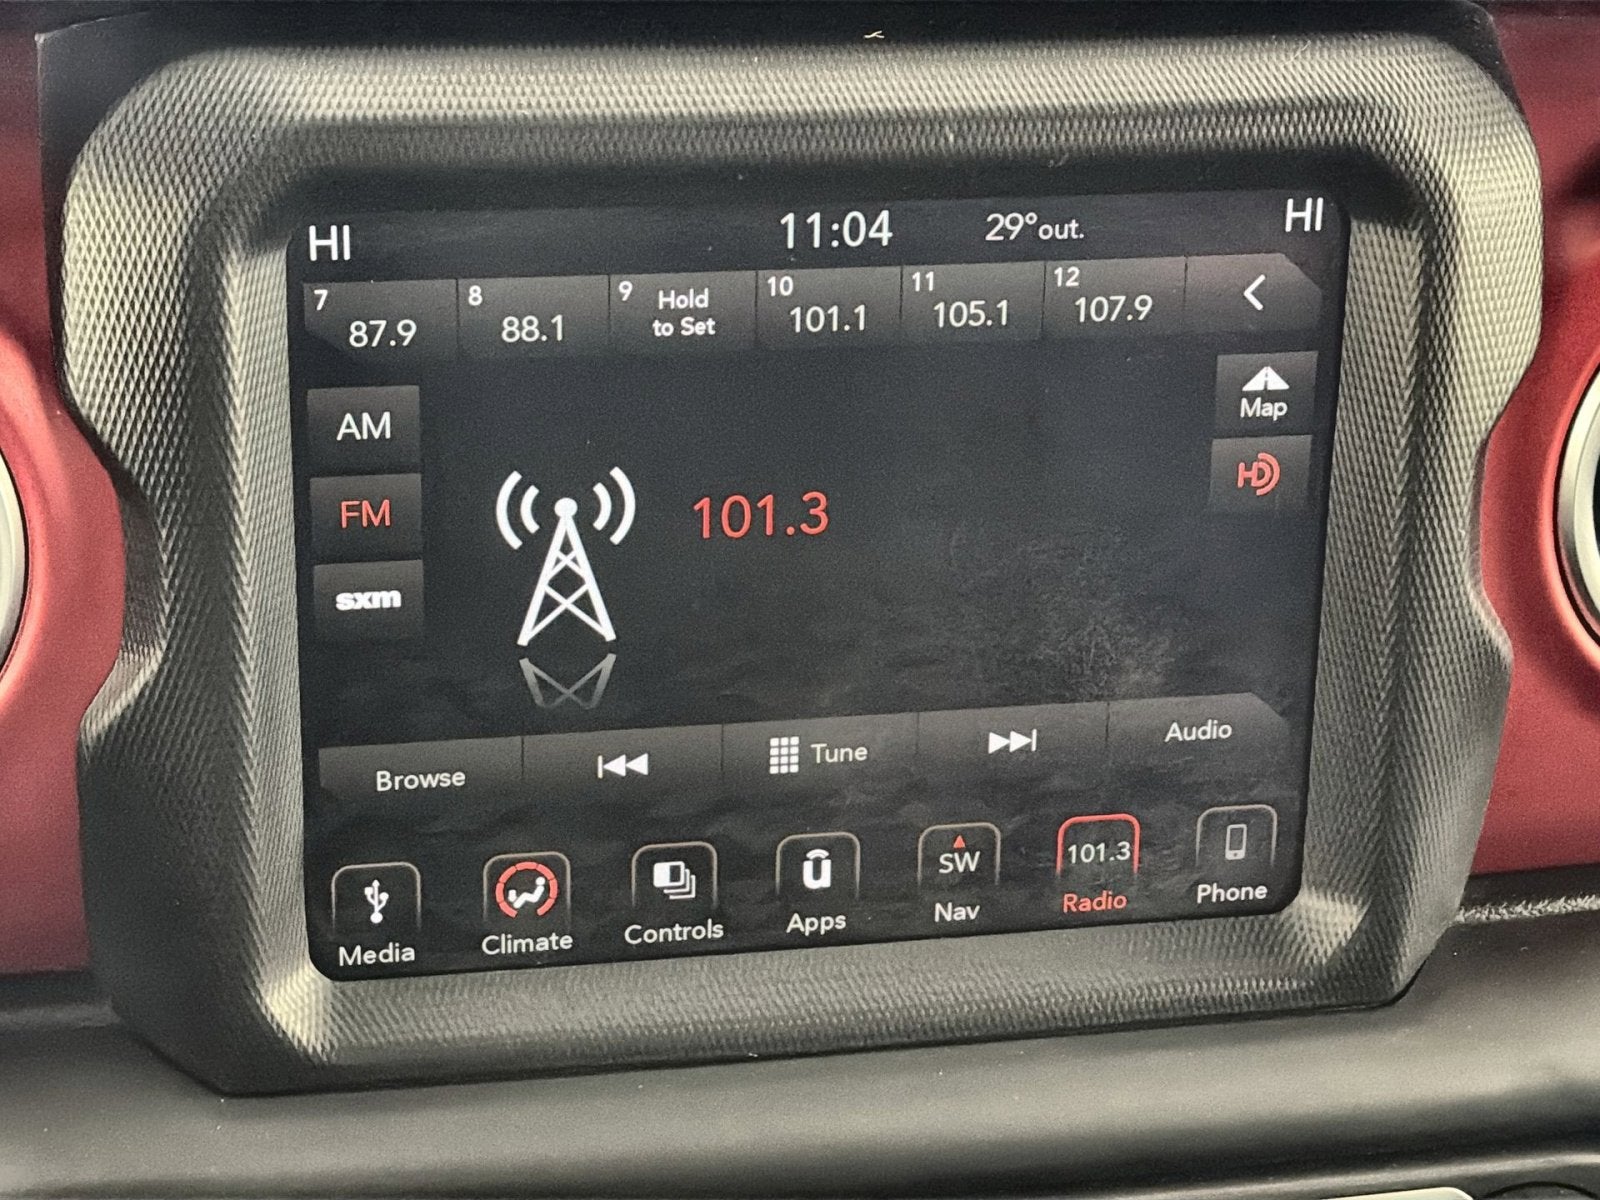 HI 11:04 29° out. HI
7 87.9 8 88.1 9 Hold to Set 10 101.1 11 105.1 12 107.9
AM
Map
FM
HD
101.3
sxm
Browse Tune Audio
SW 101.3
Media Climate Controls Apps Nav Radio Phone